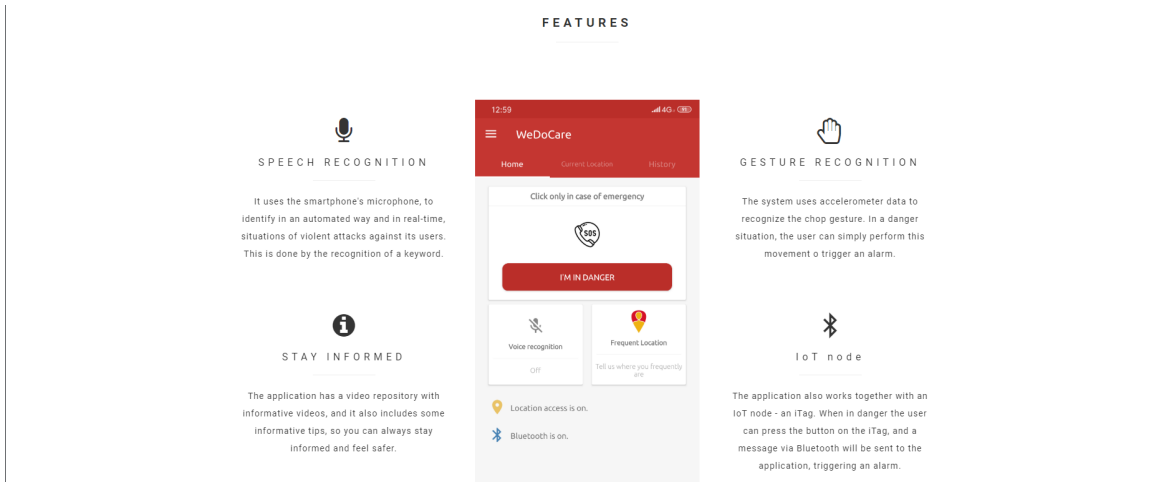 FEATURES
SPEECH RECOGNITION
It uses the smartphone's microphone, to
identify in an automated way and in real-time,
situations of violent attacks against its users.
This is done by the recognition of a keyword.
STAY INFORMED
The application has a video repository with
informative videos, and it also includes some
informative tips, so you can always stay
informed and feel safer.
12:59
4G
WeDoCare
Home Current Location History
Click only in case of emergency
SOS
I'M IN DANGER
Voice recognition
Off
Frequent Location
Tell us where you frequently
are
Location access is on.
Bluetooth is on.
GESTURE RECOGNITION
The system uses accelerometer data to
recognize the chop gesture. In a danger
situation, the user can simply perform this
movement o trigger an alarm.
IoT node
The application also works together with an
IoT node - an iTag. When in danger the user
can press the button on the iTag, and a
message via Bluetooth will be sent to the
application, triggering an alarm.